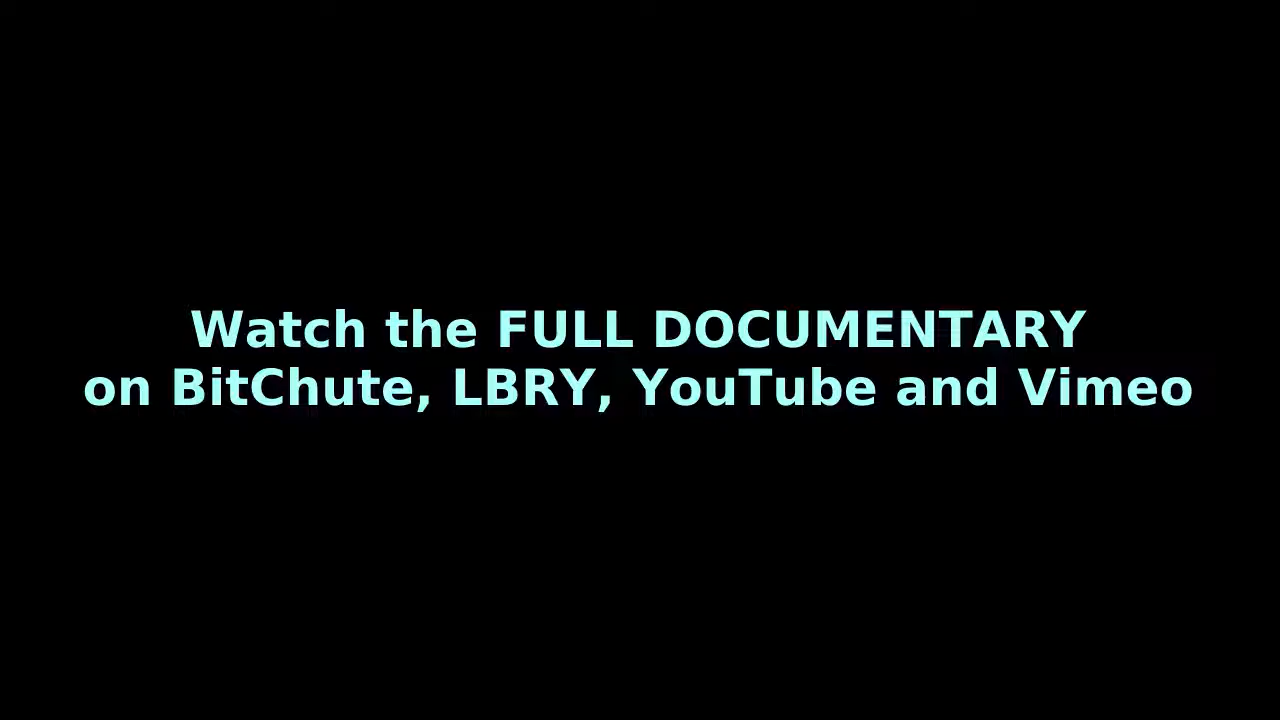 Watch the FULL DOCUMENTARY
on BitChute, LBRY, YouTube and Vimeo